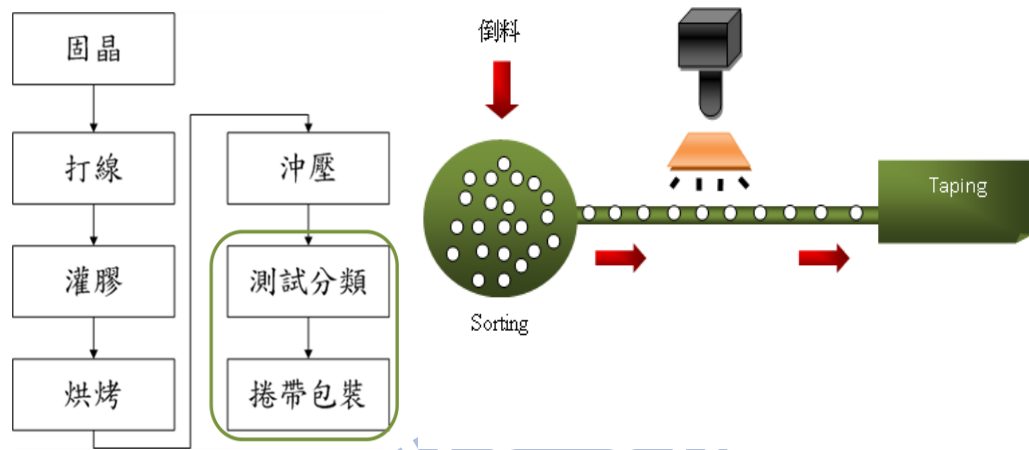 固晶
打線
灌膠
烘烤
沖壓
測試分類
捲帶包裝
倒料
Sorting
Taping